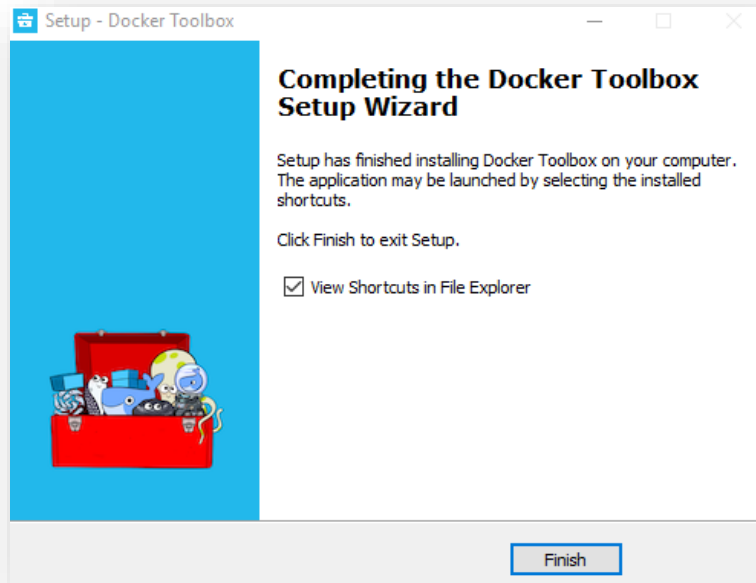 Setup - Docker Toolbox
Completing the Docker Toolbox
Setup Wizard
Setup has finished installing Docker Toolbox on your computer.
The application may be launched by selecting the installed
shortcuts.
Click Finish to exit Setup.
View Shortcuts in File Explorer
Finish